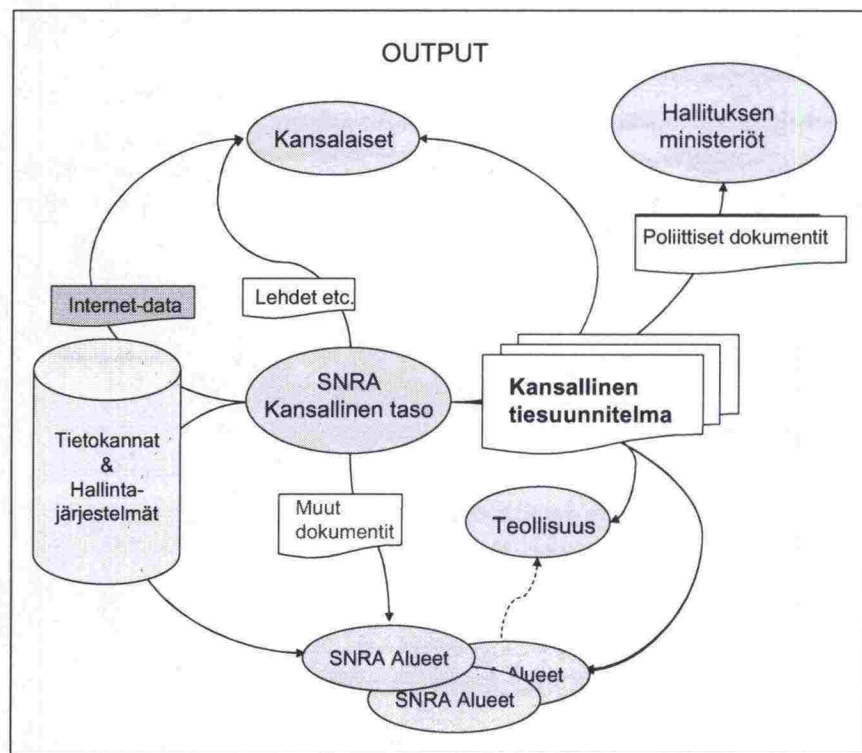 OUTPUT
Kansalaiset
Hallituksen
ministeriöt
Poliittiset dokumentit
Internet-data
Lehdet etc.
SNRA
Kansallinen taso
Kansallinen
tiesuunnitelma
Tietokannat
&
Hallinta-
järjestelmät
Muut
dokumentit
Teollisuus
SNRA Alueet
A Alueet
SNRA Alueet